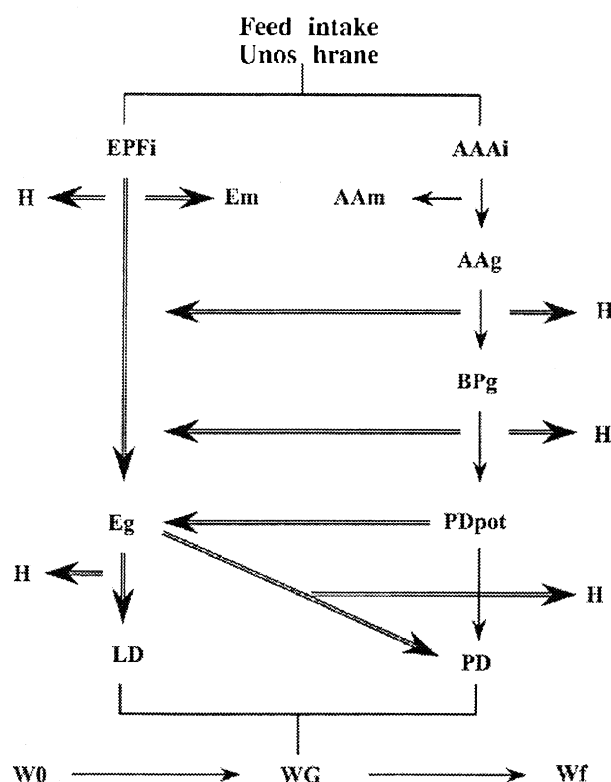 Feed intake
Unos hrane
EPFi AAAi
H Em AAm
AAg
H
BPg
H
Eg PDpot
H H
LD PD
W0 WG Wf